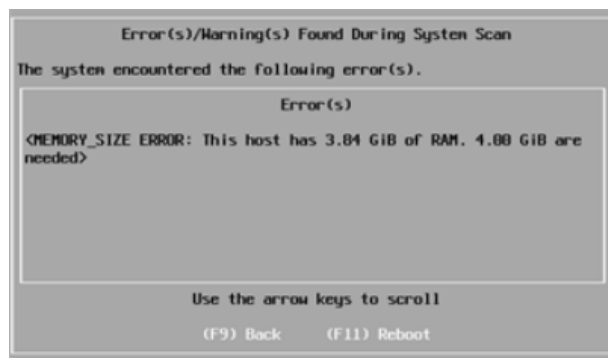 Error(s)/Warning(s) Found During System Scan
The system encountered the following error(s).
Error(s)
<MEMORY_SIZE ERROR: This host has 3.84 GiB of RAM. 4.00 GiB are
needed>
Use the arrow keys to scroll
(F9) Back (F11) Reboot